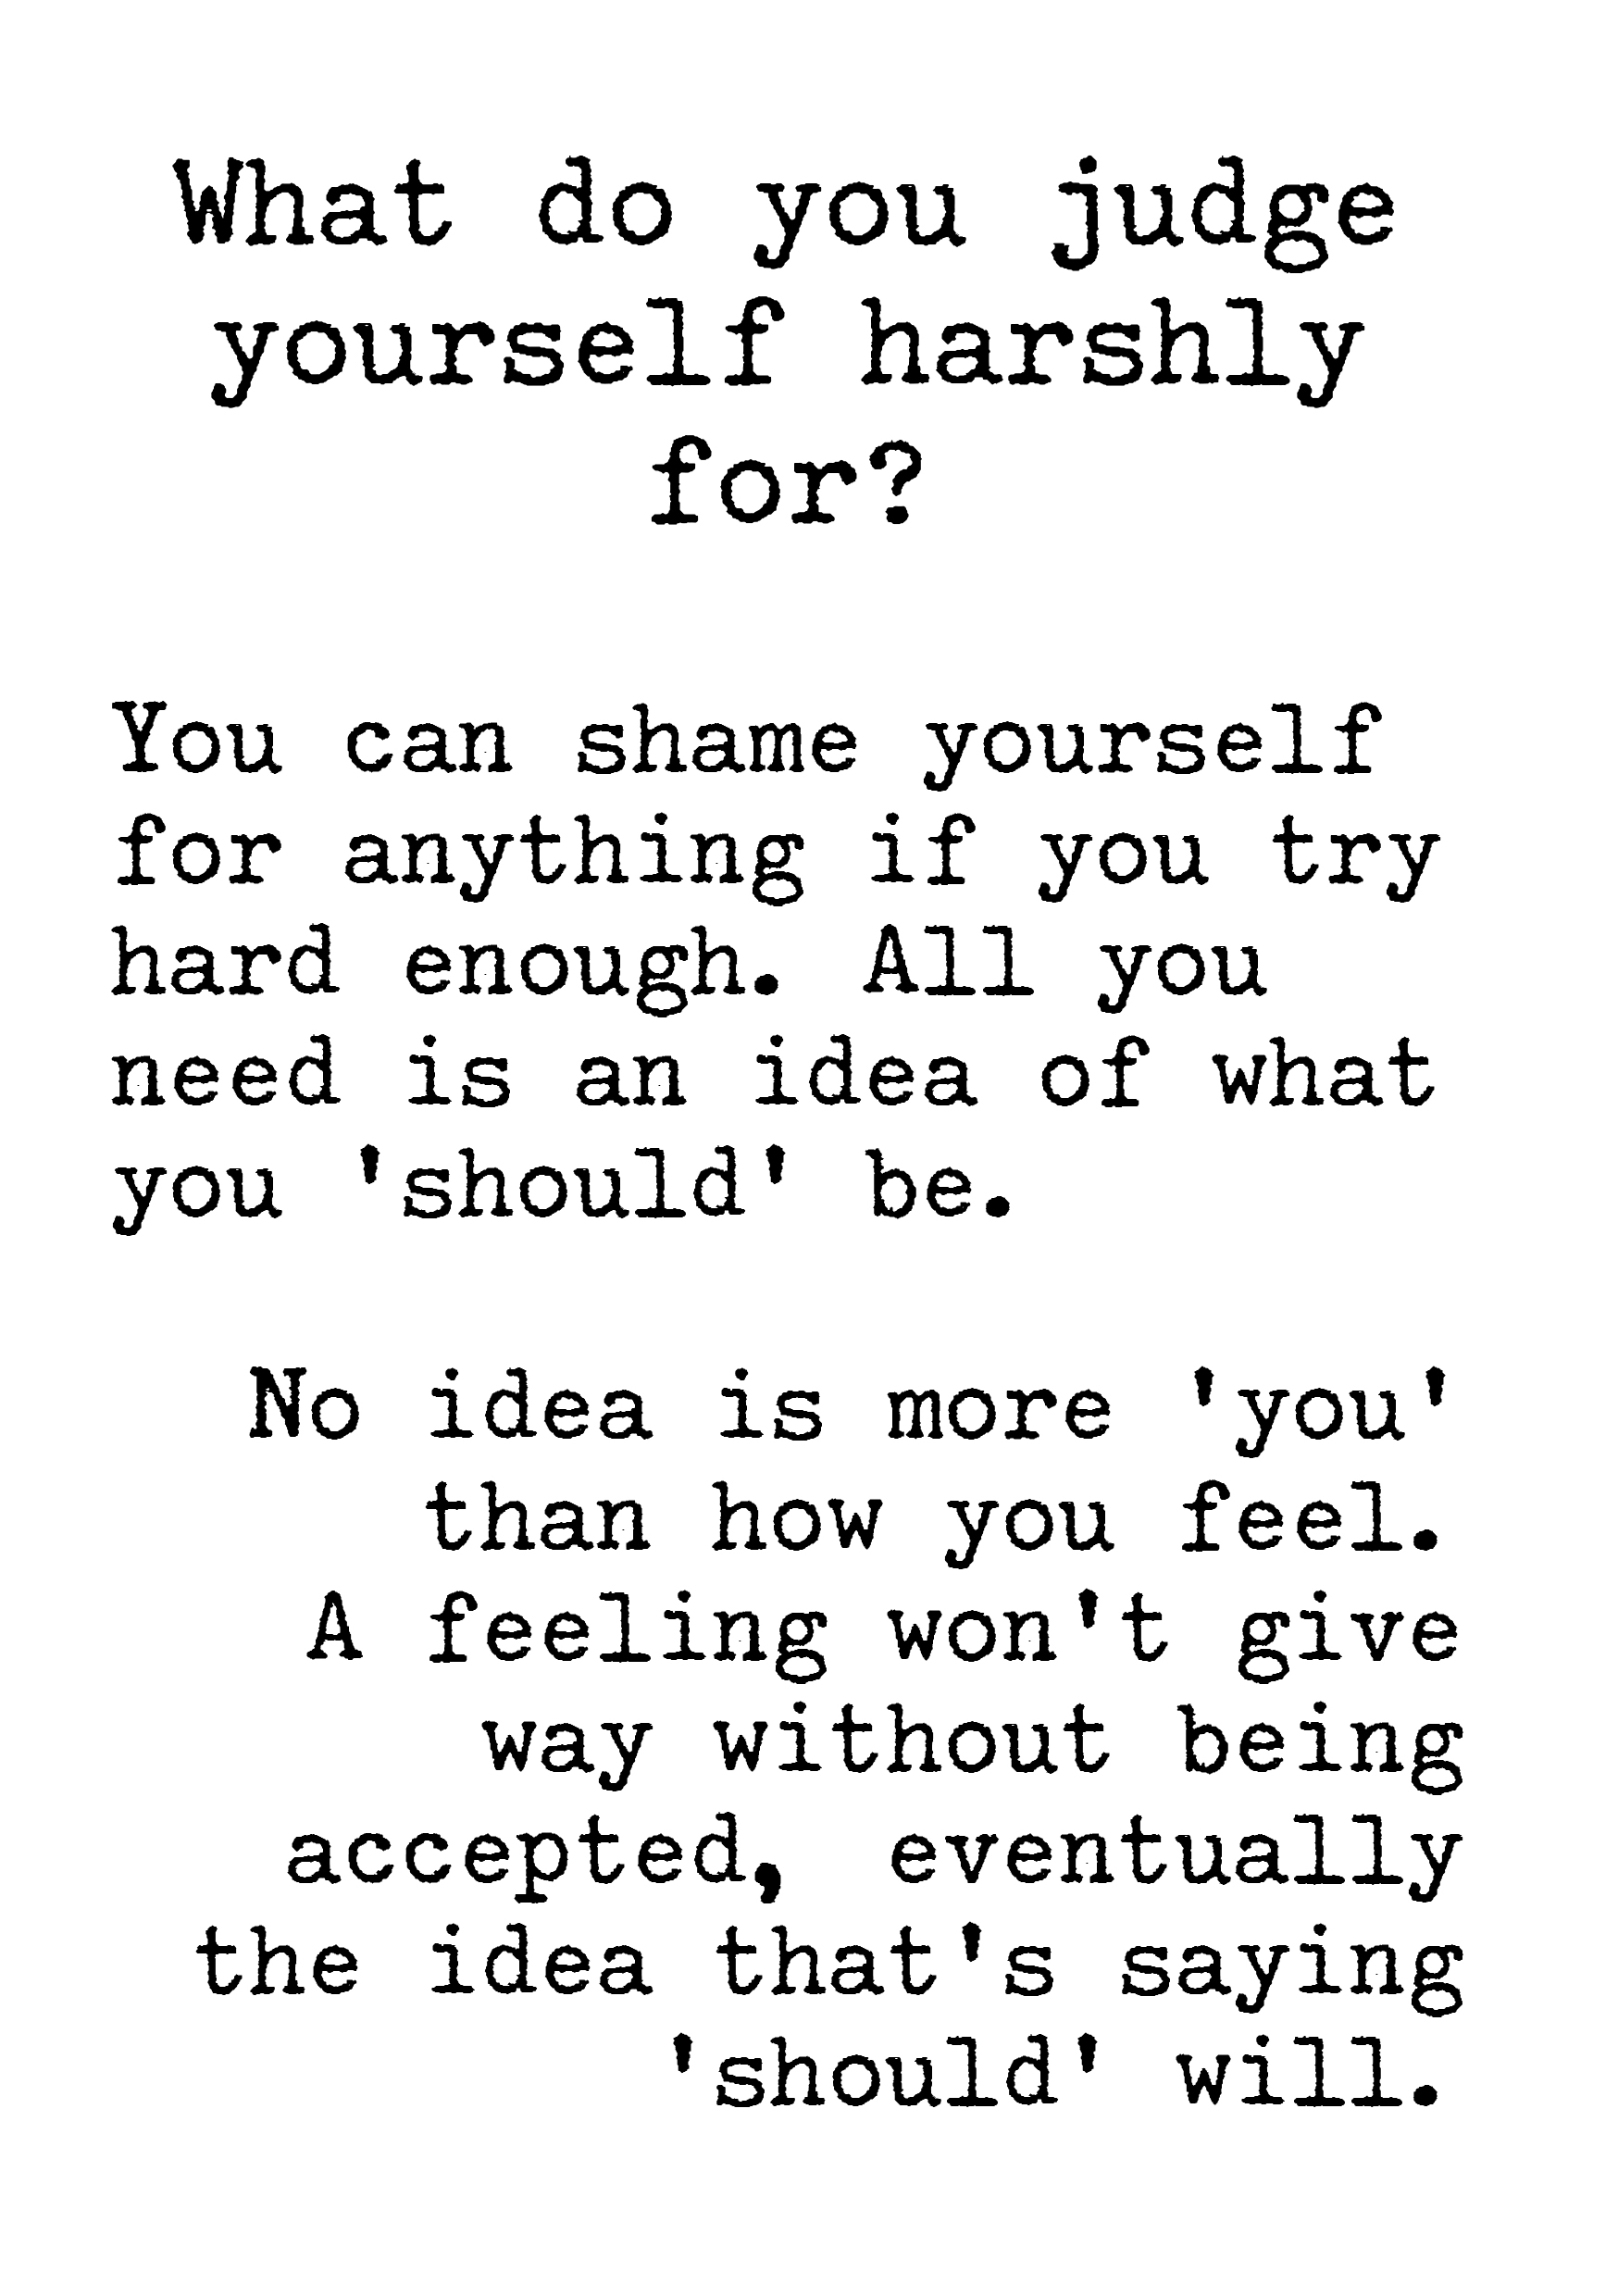 What do you judge
yourself harshly
for?
You can shame yourself
for anything if you try
hard enough. All you
need is an idea of what
you 'should' be.
No idea is more 'you'
than how you feel.
A feeling won't give
way without being
accepted, eventually
the idea that's saying
'should' will.